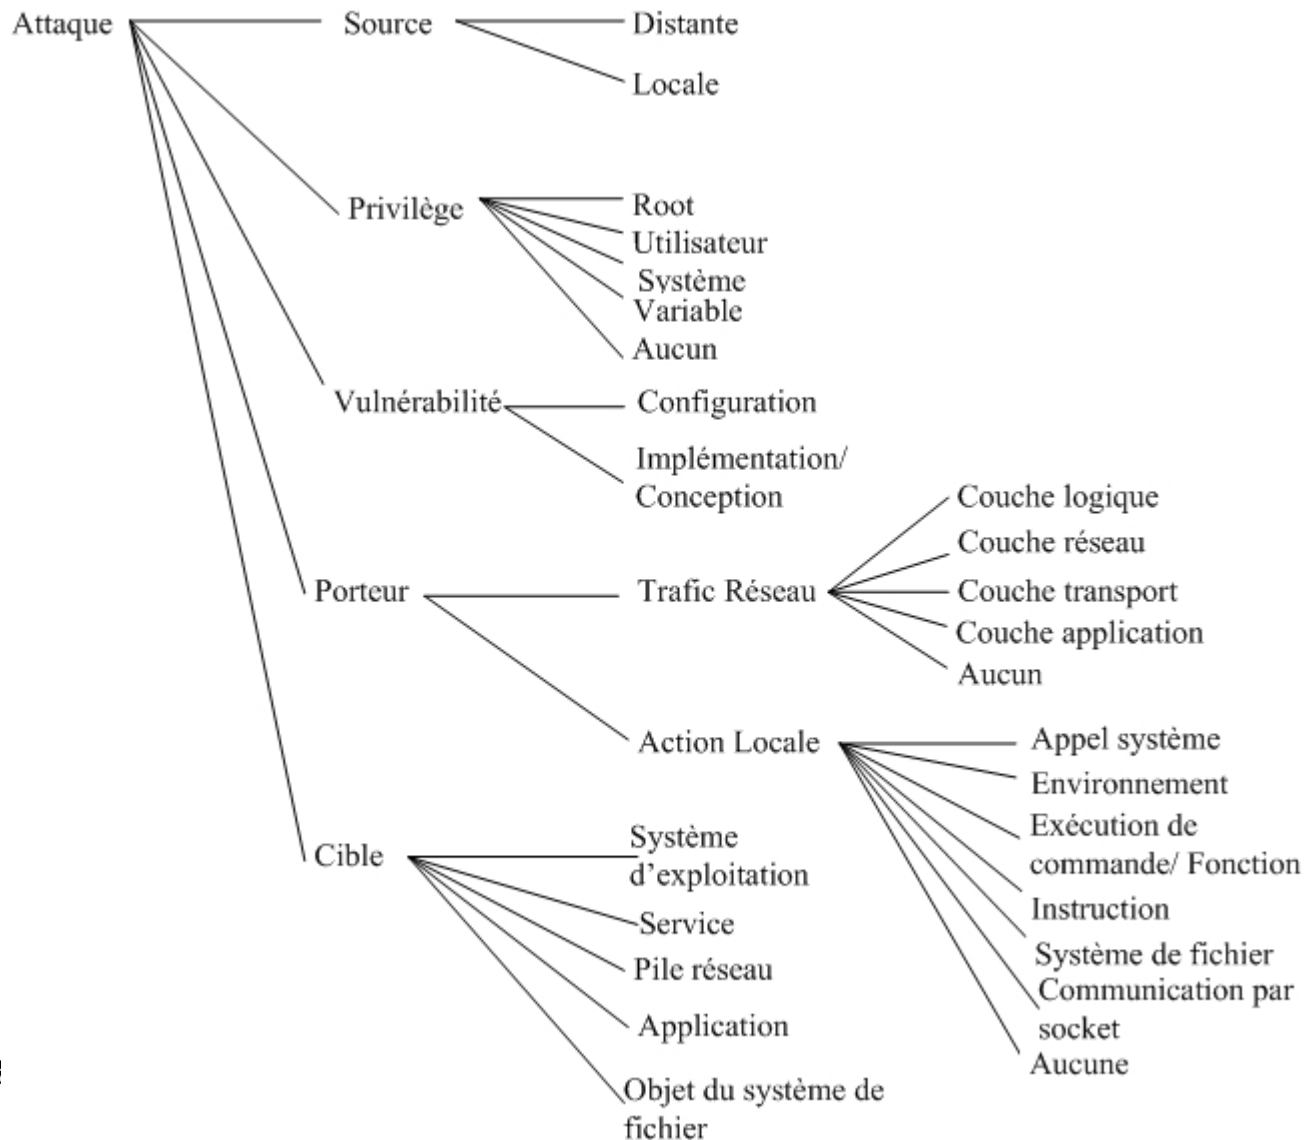 Attaque
Source
Distante
Locale
Privilège
Root
Utilisateur
Système
Variable
Aucun
Vulnérabilité
Configuration
Implémentation/
Conception
Porteur
Trafic Réseau
Couche logique
Couche réseau
Couche transport
Couche application
Aucun
Action Locale
Appel système
Environnement
Exécution de
commande/ Fonction
Instruction
Système de fichier
Communication par
socket
Aucune
Cible
Système
d’exploitation
Service
Pile réseau
Application
Objet du système de
fichier